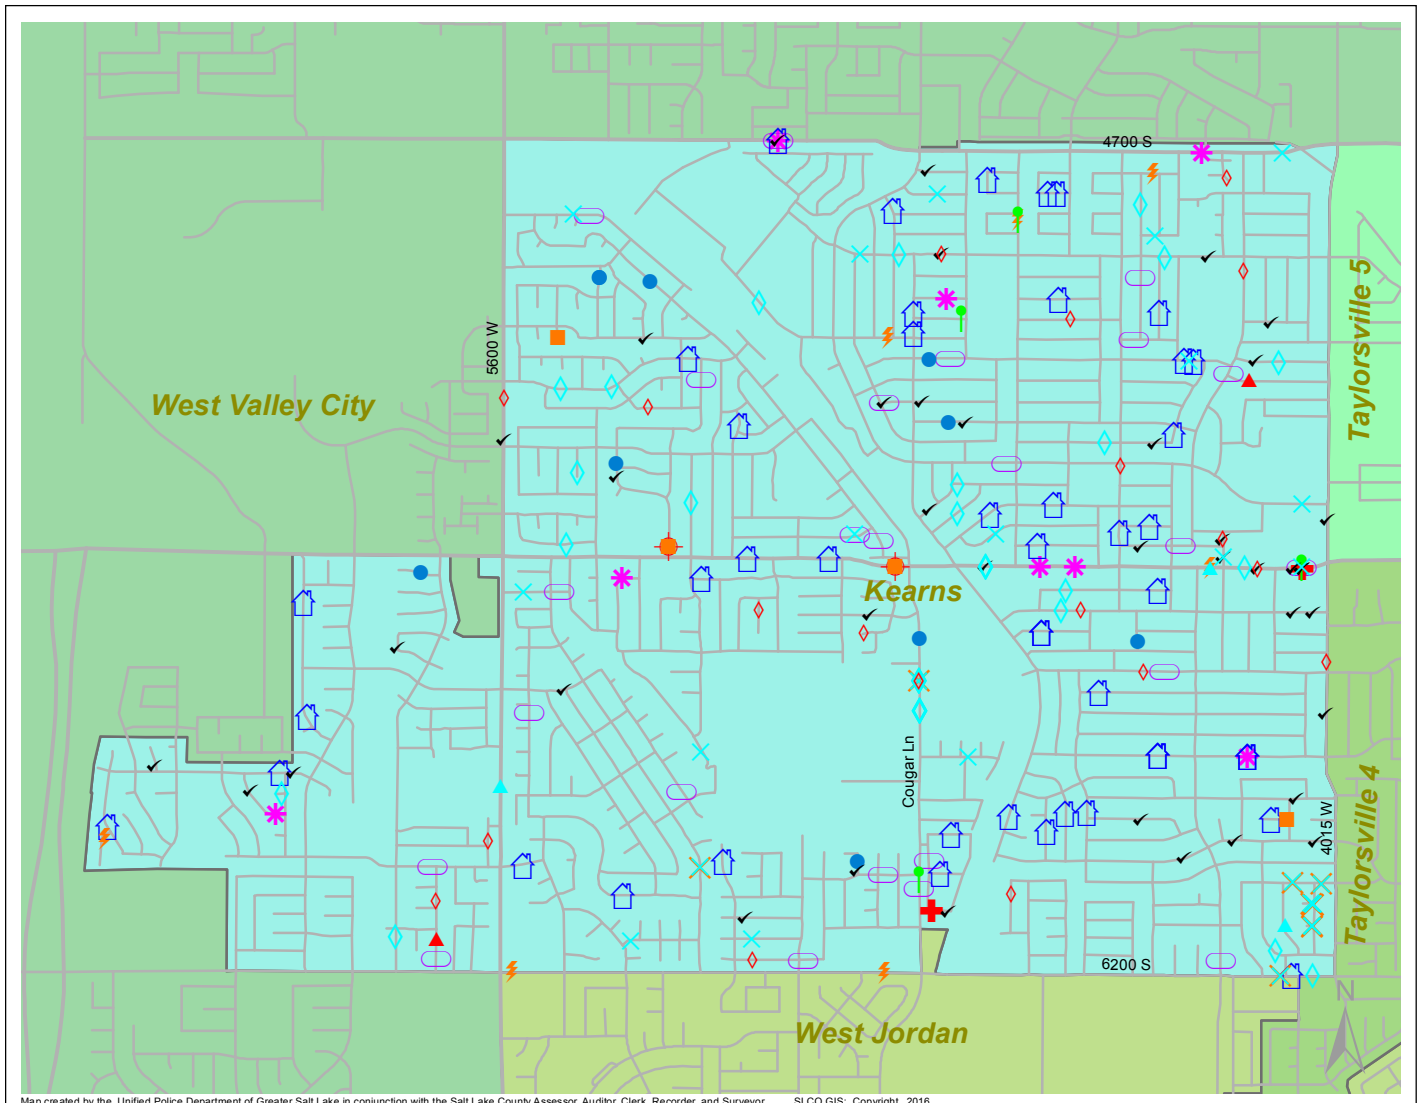 4700 S
Taylorsville 5
5600 W
West Valley City
Kearns
Cougar Ln
Taylorsville 4
4015 W
6200 S
N
West Jordan
Map created by the Unified Police Department of Greater Salt Lake in conjunction with the Salt Lake County Assessor, Auditor, Clerk, Recorder, and Surveyor. SLCO GIS: Copyright, 2016